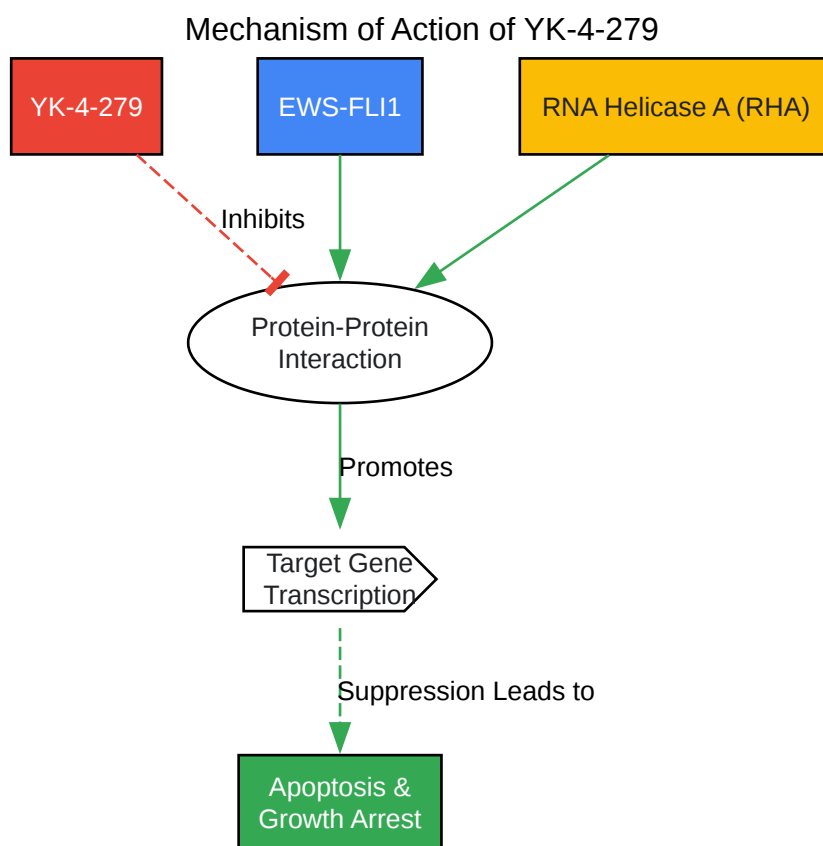 Mechanism of Action of YK-4-279
YK-4-279
EWS-FLI1
RNA Helicase A (RHA)
Inhibits
Protein-Protein
Interaction
Promotes
Target Gene
Transcription
Suppression Leads to
Apoptosis &
Growth Arrest